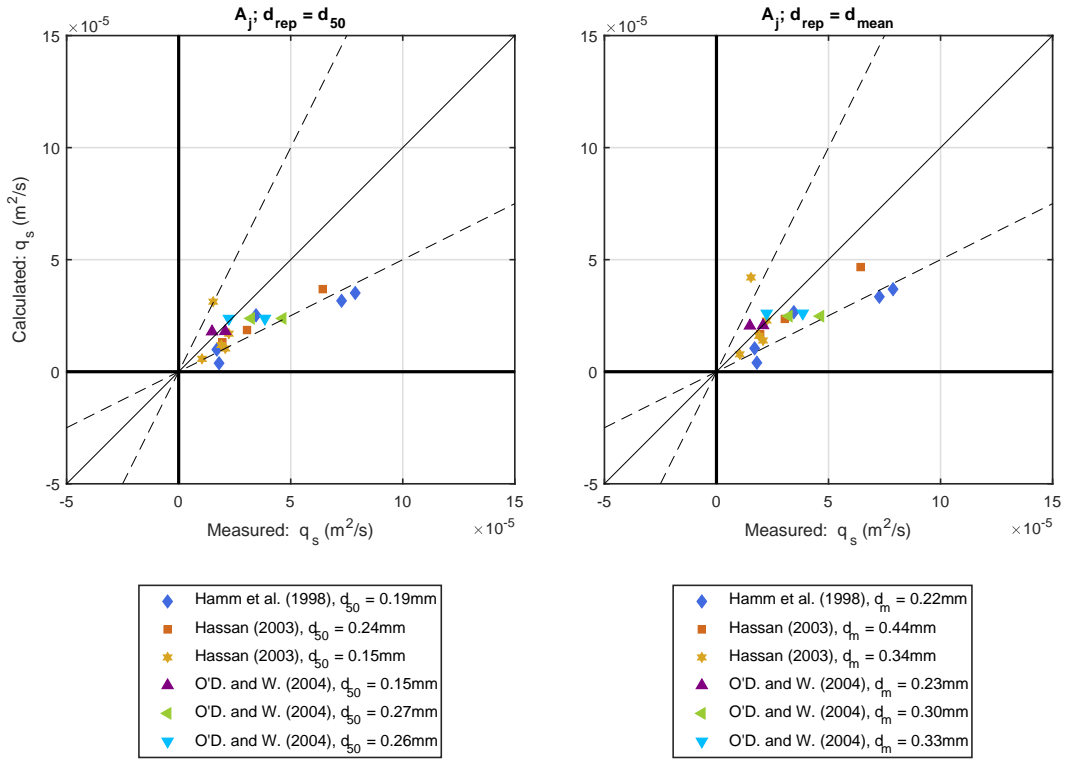 A_j; d_rep = d_50
×10^-5
15
10
5
0
-5
Calculated: q_s (m^2/s)
-5 0 5 10 15
×10^-5
Measured: q_s (m^2/s)
Hamm et al. (1998), d_50 = 0.19mm
Hassan (2003), d_50 = 0.24mm
Hassan (2003), d_50 = 0.15mm
O'D. and W. (2004), d_50 = 0.15mm
O'D. and W. (2004), d_50 = 0.27mm
O'D. and W. (2004), d_50 = 0.26mm
A_j; d_rep = d_mean
×10^-5
15
10
5
0
-5
-5 0 5 10 15
×10^-5
Measured: q_s (m^2/s)
Hamm et al. (1998), d_m = 0.22mm
Hassan (2003), d_m = 0.44mm
Hassan (2003), d_m = 0.34mm
O'D. and W. (2004), d_m = 0.23mm
O'D. and W. (2004), d_m = 0.30mm
O'D. and W. (2004), d_m = 0.33mm